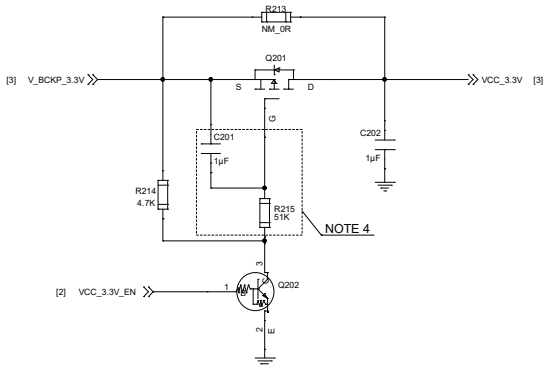 R213
NM_0R
Q201
[3] V_BCKP_3.3V
VCC_3.3V [3]
S D
G
C201
1µF
C202
1µF
R214
4.7K
R215
51K
NOTE 4
3
C
[2] VCC_3.3V_EN
1
B
Q202
2
E